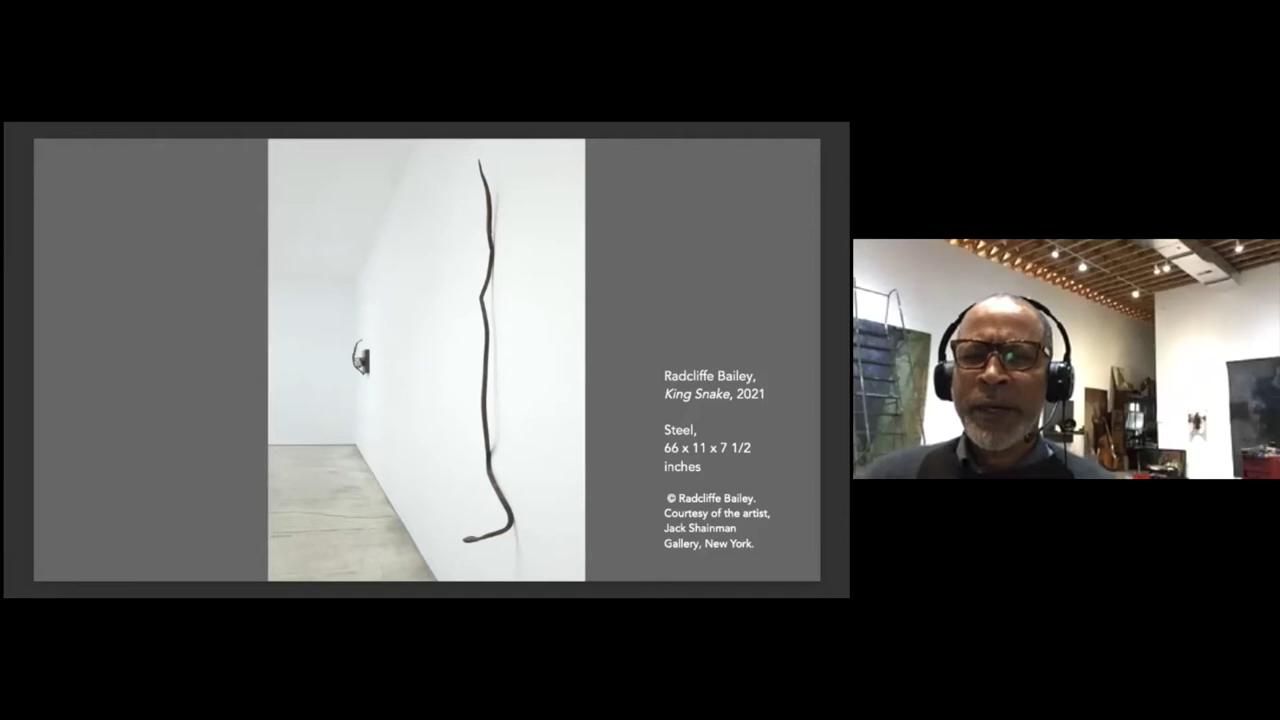 Radcliffe Bailey,
King Snake, 2021
Steel,
66 x 11 x 7 1/2
inches
© Radcliffe Bailey.
Courtesy of the artist,
Jack Shainman
Gallery, New York.